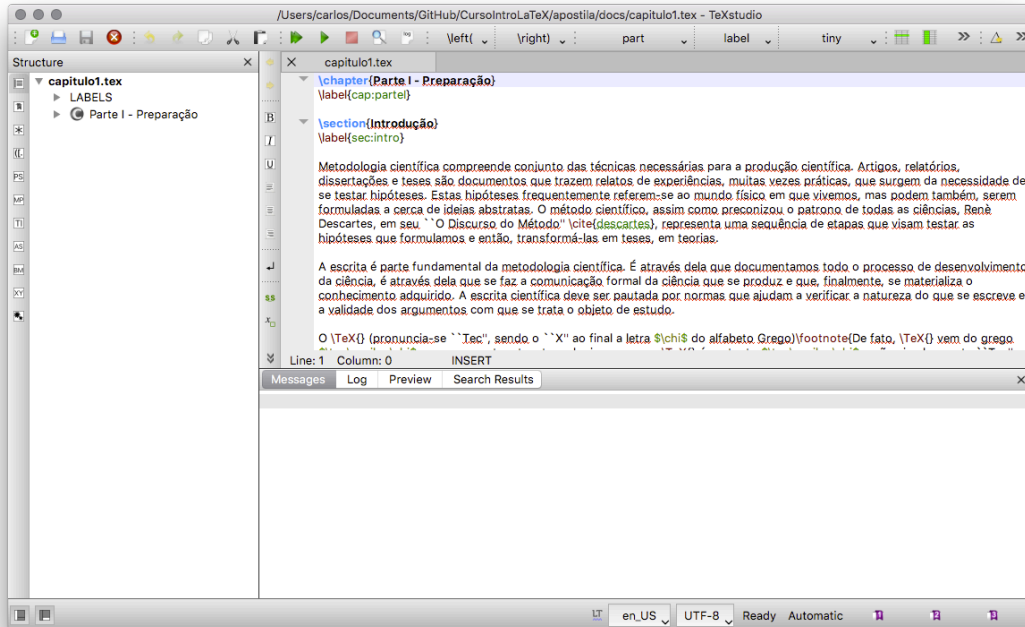 /Users/carlos/Documents/GitHub/CursoIntroLaTeX/apostila/docs/capitulo1.tex - TeXstudio
\left( \right) part label tiny
Structure
capitulo1.tex
capitulo1.tex
LABELS
Parte I - Preparação
\chapter{Parte I - Preparação}
\label{cap:parteI}
\section{Introdução}
\label{sec:intro}
Metodologia científica compreende conjunto das técnicas necessárias para a produção científica. Artigos, relatórios,
dissertações e teses são documentos que trazem relatos de experiências, muitas vezes práticas, que surgem da necessidade de
se testar hipóteses. Estas hipóteses frequentemente referem-se ao mundo físico em que vivemos, mas podem também, serem
formuladas a cerca de ideias abstratas. O método científico, assim como preconizou o patrono de todas as ciências, Renè
Descartes, em seu ``O Discurso do Método'' \cite{descartes}, representa uma sequência de etapas que visam testar as
hipóteses que formulamos e então, transformá-las em teses, em teorias.
A escrita é parte fundamental da metodologia científica. É através dela que documentamos todo o processo de desenvolvimento
da ciência, é através dela que se faz a comunicação formal da ciência que se produz e que, finalmente, se materializa o
conhecimento adquirido. A escrita científica deve ser pautada por normas que ajudam a verificar a natureza do que se escreve e
a validade dos argumentos com que se trata o objeto de estudo.
O \TeX{} (pronuncia-se ``Tec'', sendo o ``X'' ao final a letra $\chi$ do alfabeto Grego)\footnote{De fato, \TeX{} vem do grego
B
I
U
PS
MP
TI
AS
BM
XY
$$
Line: 1 Column: 0 INSERT
Messages Log Preview Search Results
LT en_US UTF-8 Ready Automatic 1 2 3